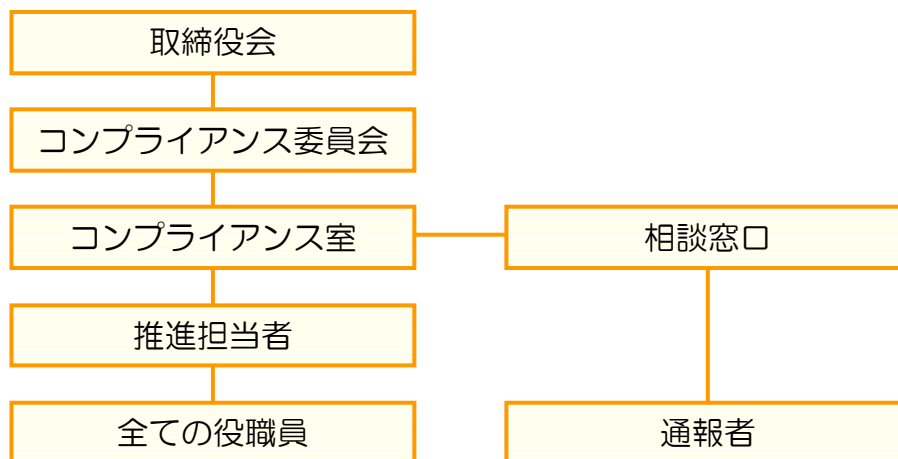 取締役会
コンプライアンス委員会
コンプライアンス室
相談窓口
推進担当者
全ての役職員
通報者